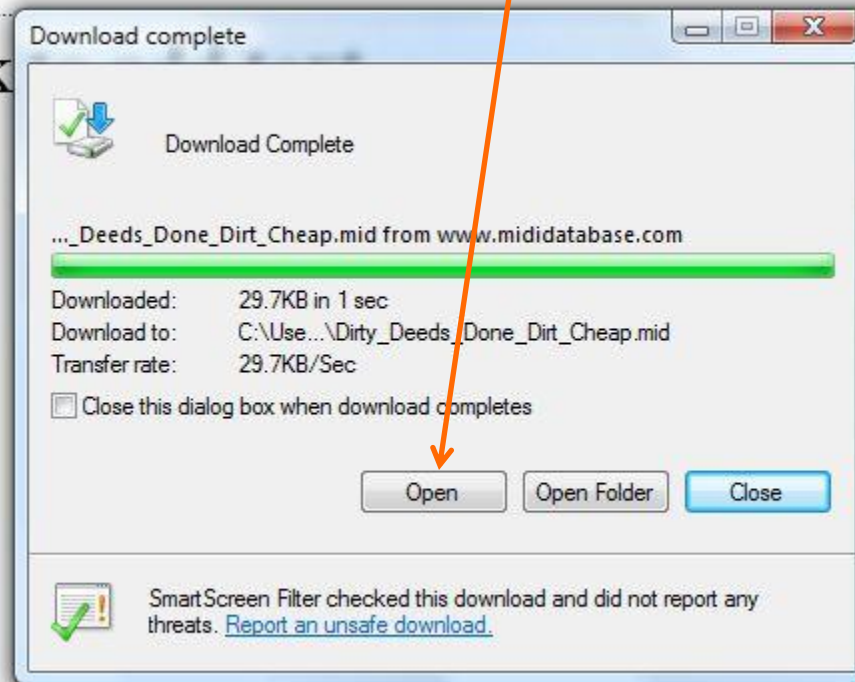 Download complete
Download Complete
..._Deeds_Done_Dirt_Cheap.mid from www.mididatabase.com
Downloaded: 29.7KB in 1 sec
Download to: C:\Use...\Dirty_Deeds_Done_Dirt_Cheap.mid
Transfer rate: 29.7KB/Sec
Close this dialog box when download completes
Open Open Folder Close
SmartScreen Filter checked this download and did not report any
threats. Report an unsafe download.